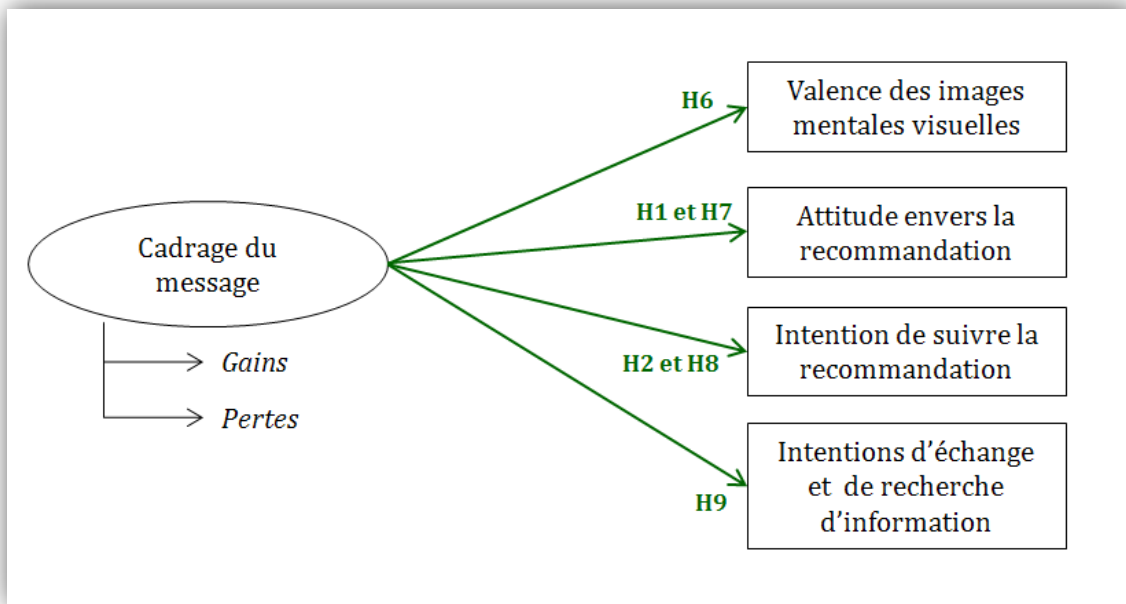 H6
Valence des images
mentales visuelles
H1 et H7
Attitude envers la
recommandation
Cadrage du
message
Intention de suivre la
recommandation
H2 et H8
Gains
Pertes
Intentions d’échange
et de recherche
d’information
H9